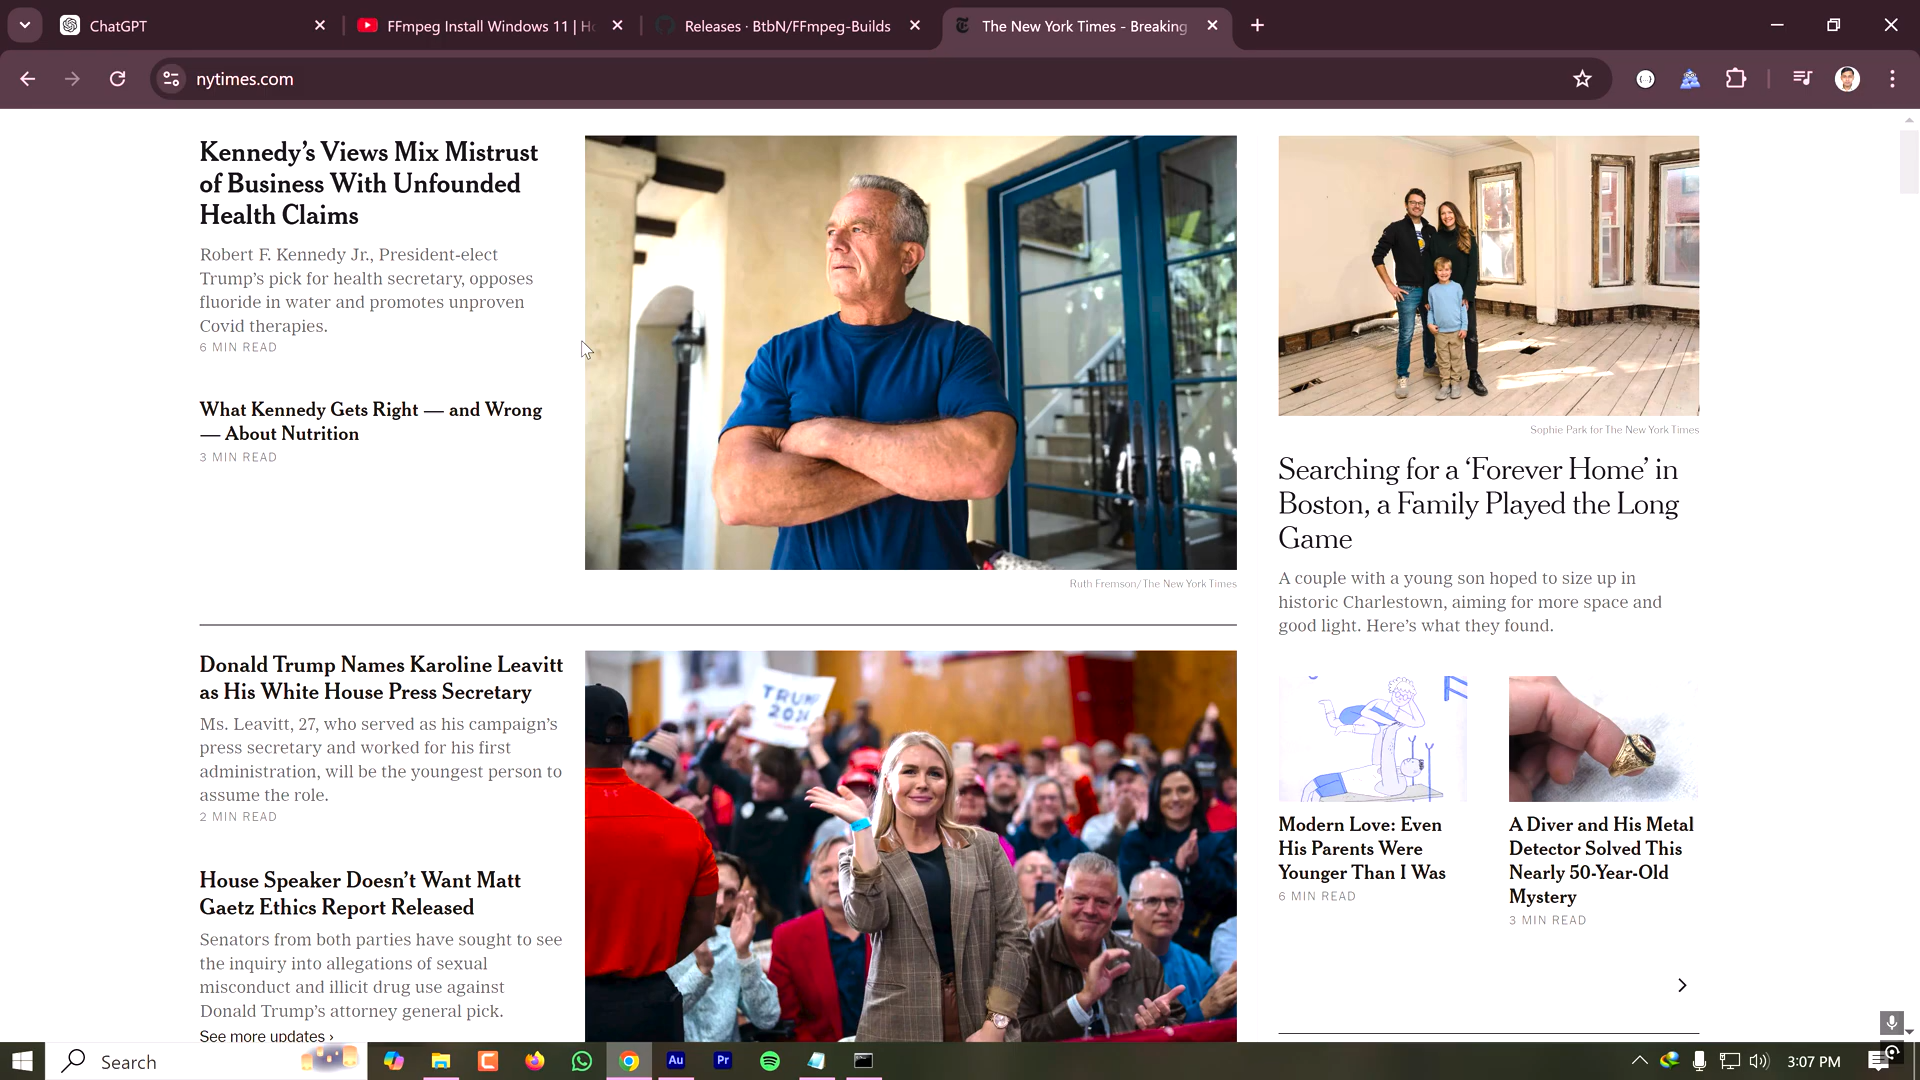 ChatGPT
FFmpeg Install Windows 11 | Ho
Releases · BtbN/FFmpeg-Builds
The New York Times - Breaking
nytimes.com
Kennedy’s Views Mix Mistrust
of Business With Unfounded
Health Claims
Robert F. Kennedy Jr., President-elect
Trump’s pick for health secretary, opposes
fluoride in water and promotes unproven
Covid therapies.
6 MIN READ
What Kennedy Gets Right — and Wrong
— About Nutrition
3 MIN READ
Ruth Fremson/The New York Times
Donald Trump Names Karoline Leavitt
as His White House Press Secretary
Ms. Leavitt, 27, who served as his campaign’s
press secretary and worked for his first
administration, will be the youngest person to
assume the role.
2 MIN READ
House Speaker Doesn’t Want Matt
Gaetz Ethics Report Released
Senators from both parties have sought to see
the inquiry into allegations of sexual
misconduct and illicit drug use against
Donald Trump’s attorney general pick.
See more updates ›
TRUMP
Sophie Park for The New York Times
Searching for a ‘Forever Home’ in
Boston, a Family Played the Long
Game
A couple with a young son hoped to size up in
historic Charlestown, aiming for more space and
good light. Here’s what they found.
Modern Love: Even
His Parents Were
Younger Than I Was
6 MIN READ
A Diver and His Metal
Detector Solved This
Nearly 50-Year-Old
Mystery
3 MIN READ
Search
Au
Pr
3:07 PM